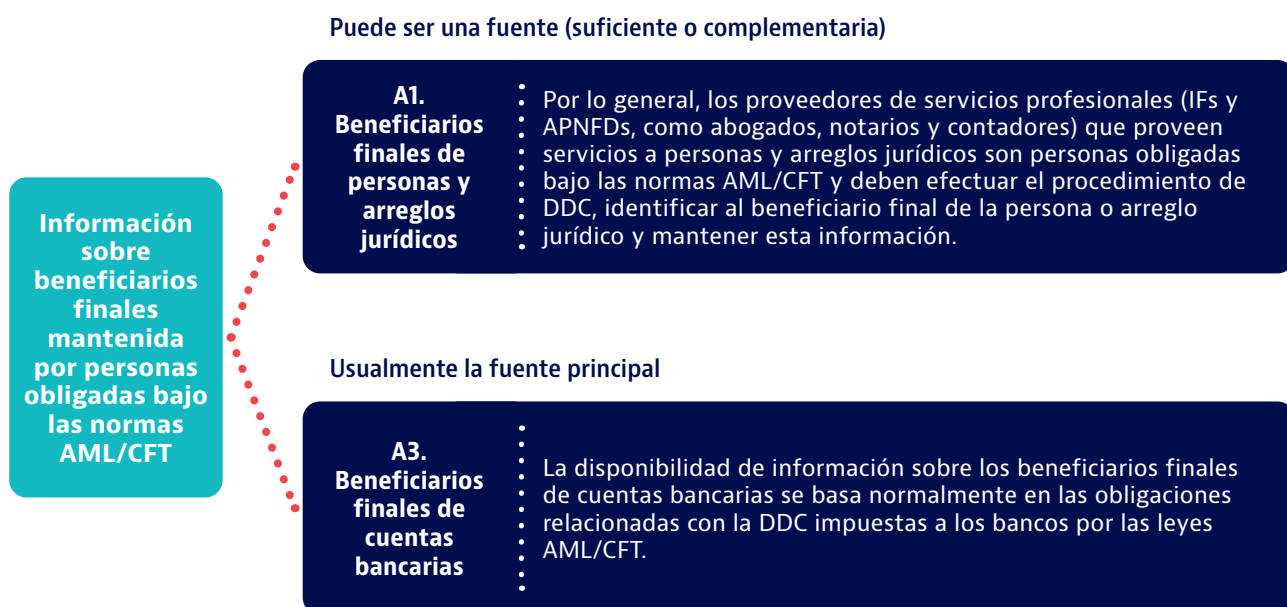 Puede ser una fuente (suficiente o complementaria)
A1.
Beneficiarios
finales de
personas y
arreglos
jurídicos
Por lo general, los proveedores de servicios profesionales (IFs y
APNFDs, como abogados, notarios y contadores) que proveen
servicios a personas y arreglos jurídicos son personas obligadas
bajo las normas AML/CFT y deben efectuar el procedimiento de
DDC, identificar al beneficiario final de la persona o arreglo
jurídico y mantener esta información.
Información
sobre
beneficiarios
finales
mantenida
por personas
obligadas bajo
las normas
AML/CFT
Usualmente la fuente principal
A3.
Beneficiarios
finales de
cuentas
bancarias
La disponibilidad de información sobre los beneficiarios finales
de cuentas bancarias se basa normalmente en las obligaciones
relacionadas con la DDC impuestas a los bancos por las leyes
AML/CFT.